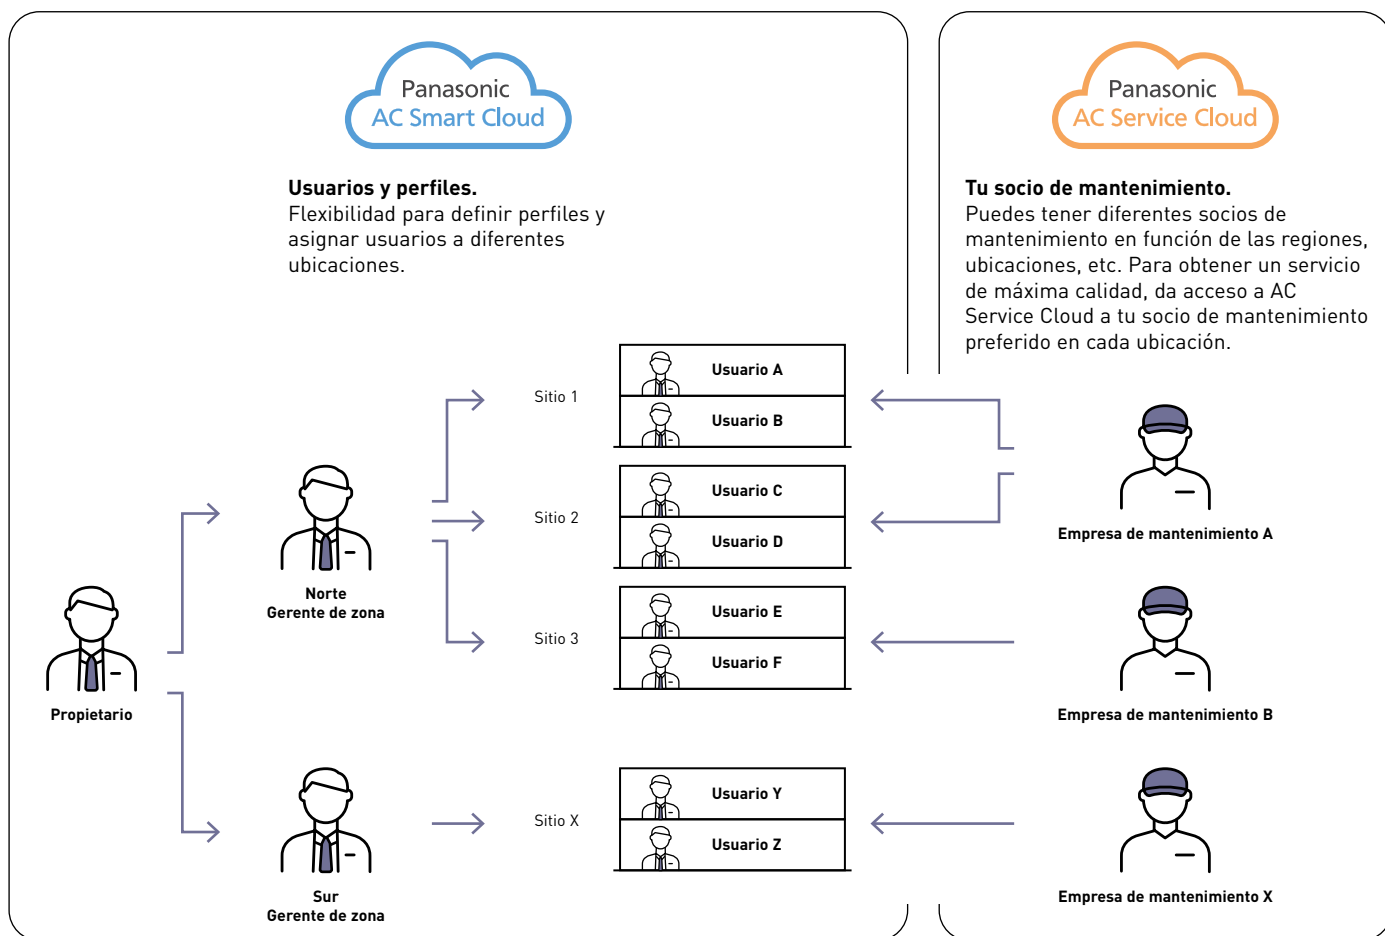 Panasonic
AC Smart Cloud
Usuarios y perfiles.
Flexibilidad para definir perfiles y
asignar usuarios a diferentes
ubicaciones.
Propietario
Norte
Gerente de zona
Sur
Gerente de zona
Sitio 1
Usuario A
Usuario B
Sitio 2
Usuario C
Usuario D
Sitio 3
Usuario E
Usuario F
Sitio X
Usuario Y
Usuario Z
Panasonic
AC Service Cloud
Tu socio de mantenimiento.
Puedes tener diferentes socios de
mantenimiento en función de las regiones,
ubicaciones, etc. Para obtener un servicio
de máxima calidad, da acceso a AC
Service Cloud a tu socio de mantenimiento
preferido en cada ubicación.
Empresa de mantenimiento A
Empresa de mantenimiento B
Empresa de mantenimiento X